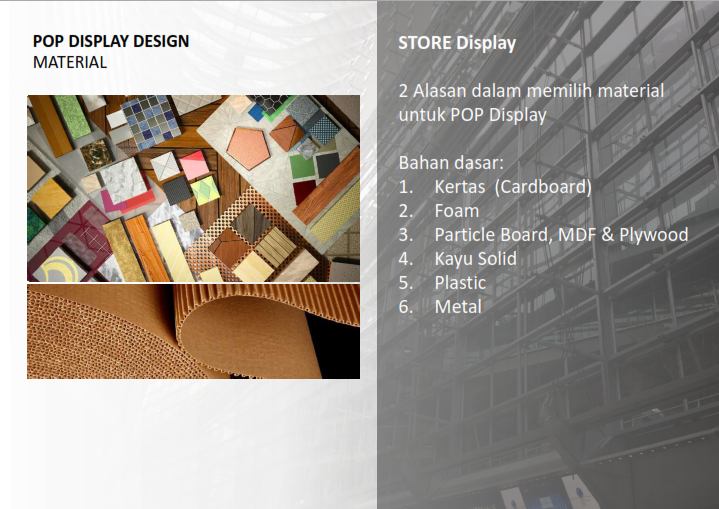 POP DISPLAY DESIGN
MATERIAL
STORE Display
2 Alasan dalam memilih material
untuk POP Display
Bahan dasar:
1. Kertas (Cardboard)
2. Foam
3. Particle Board, MDF & Plywood
4. Kayu Solid
5. Plastic
6. Metal